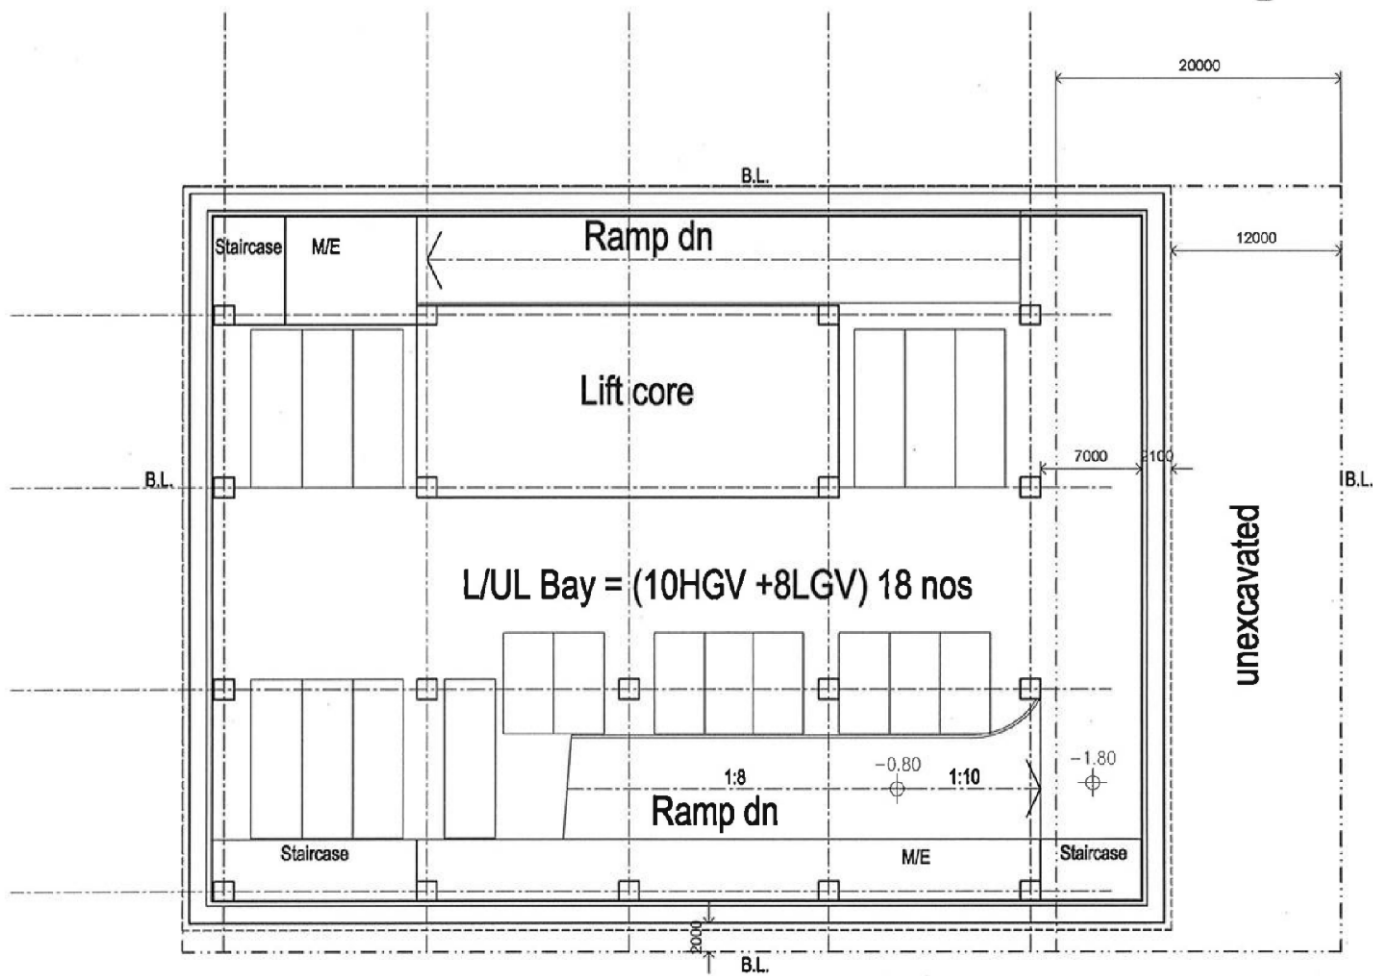 20000
B.L.
Ramp dn
Staircase
M/E
12000
Lift core
7000
2100
B.L.
B.L.
unexcavated
L/UL Bay = (10HGV +8LGV) 18 nos
-0.80
-1.80
1:8
1:10
Ramp dn
Staircase
M/E
Staircase
2000
B.L.